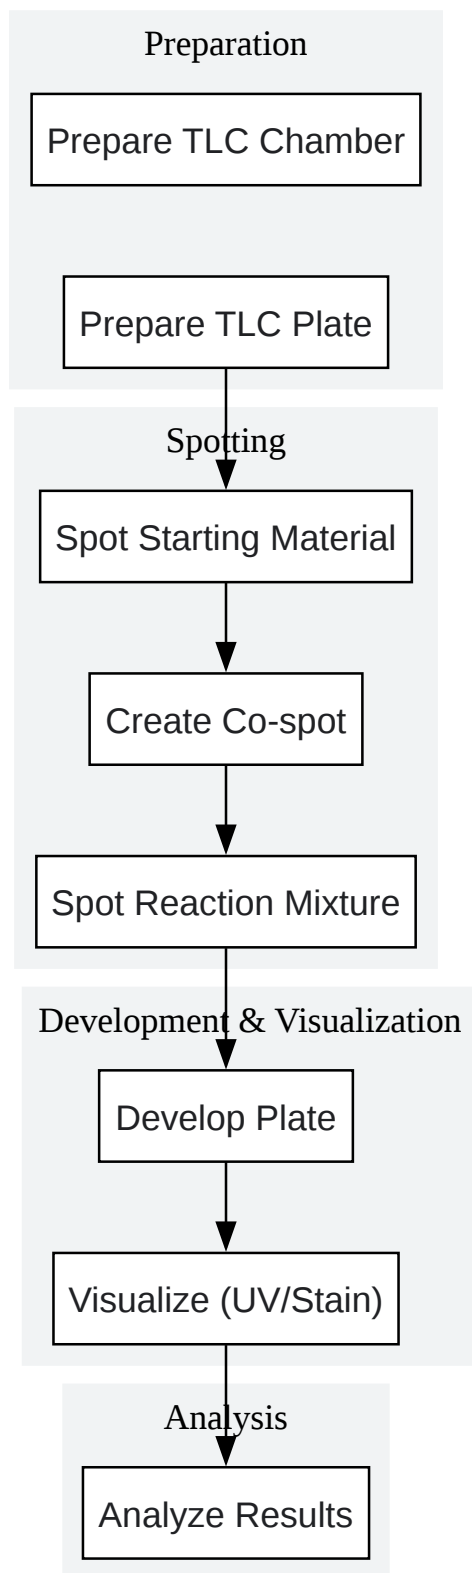 Preparation
Prepare TLC Chamber
Prepare TLC Plate
Spotting
Spot Starting Material
Create Co-spot
Spot Reaction Mixture
Development & Visualization
Develop Plate
Visualize (UV/Stain)
Analysis
Analyze Results